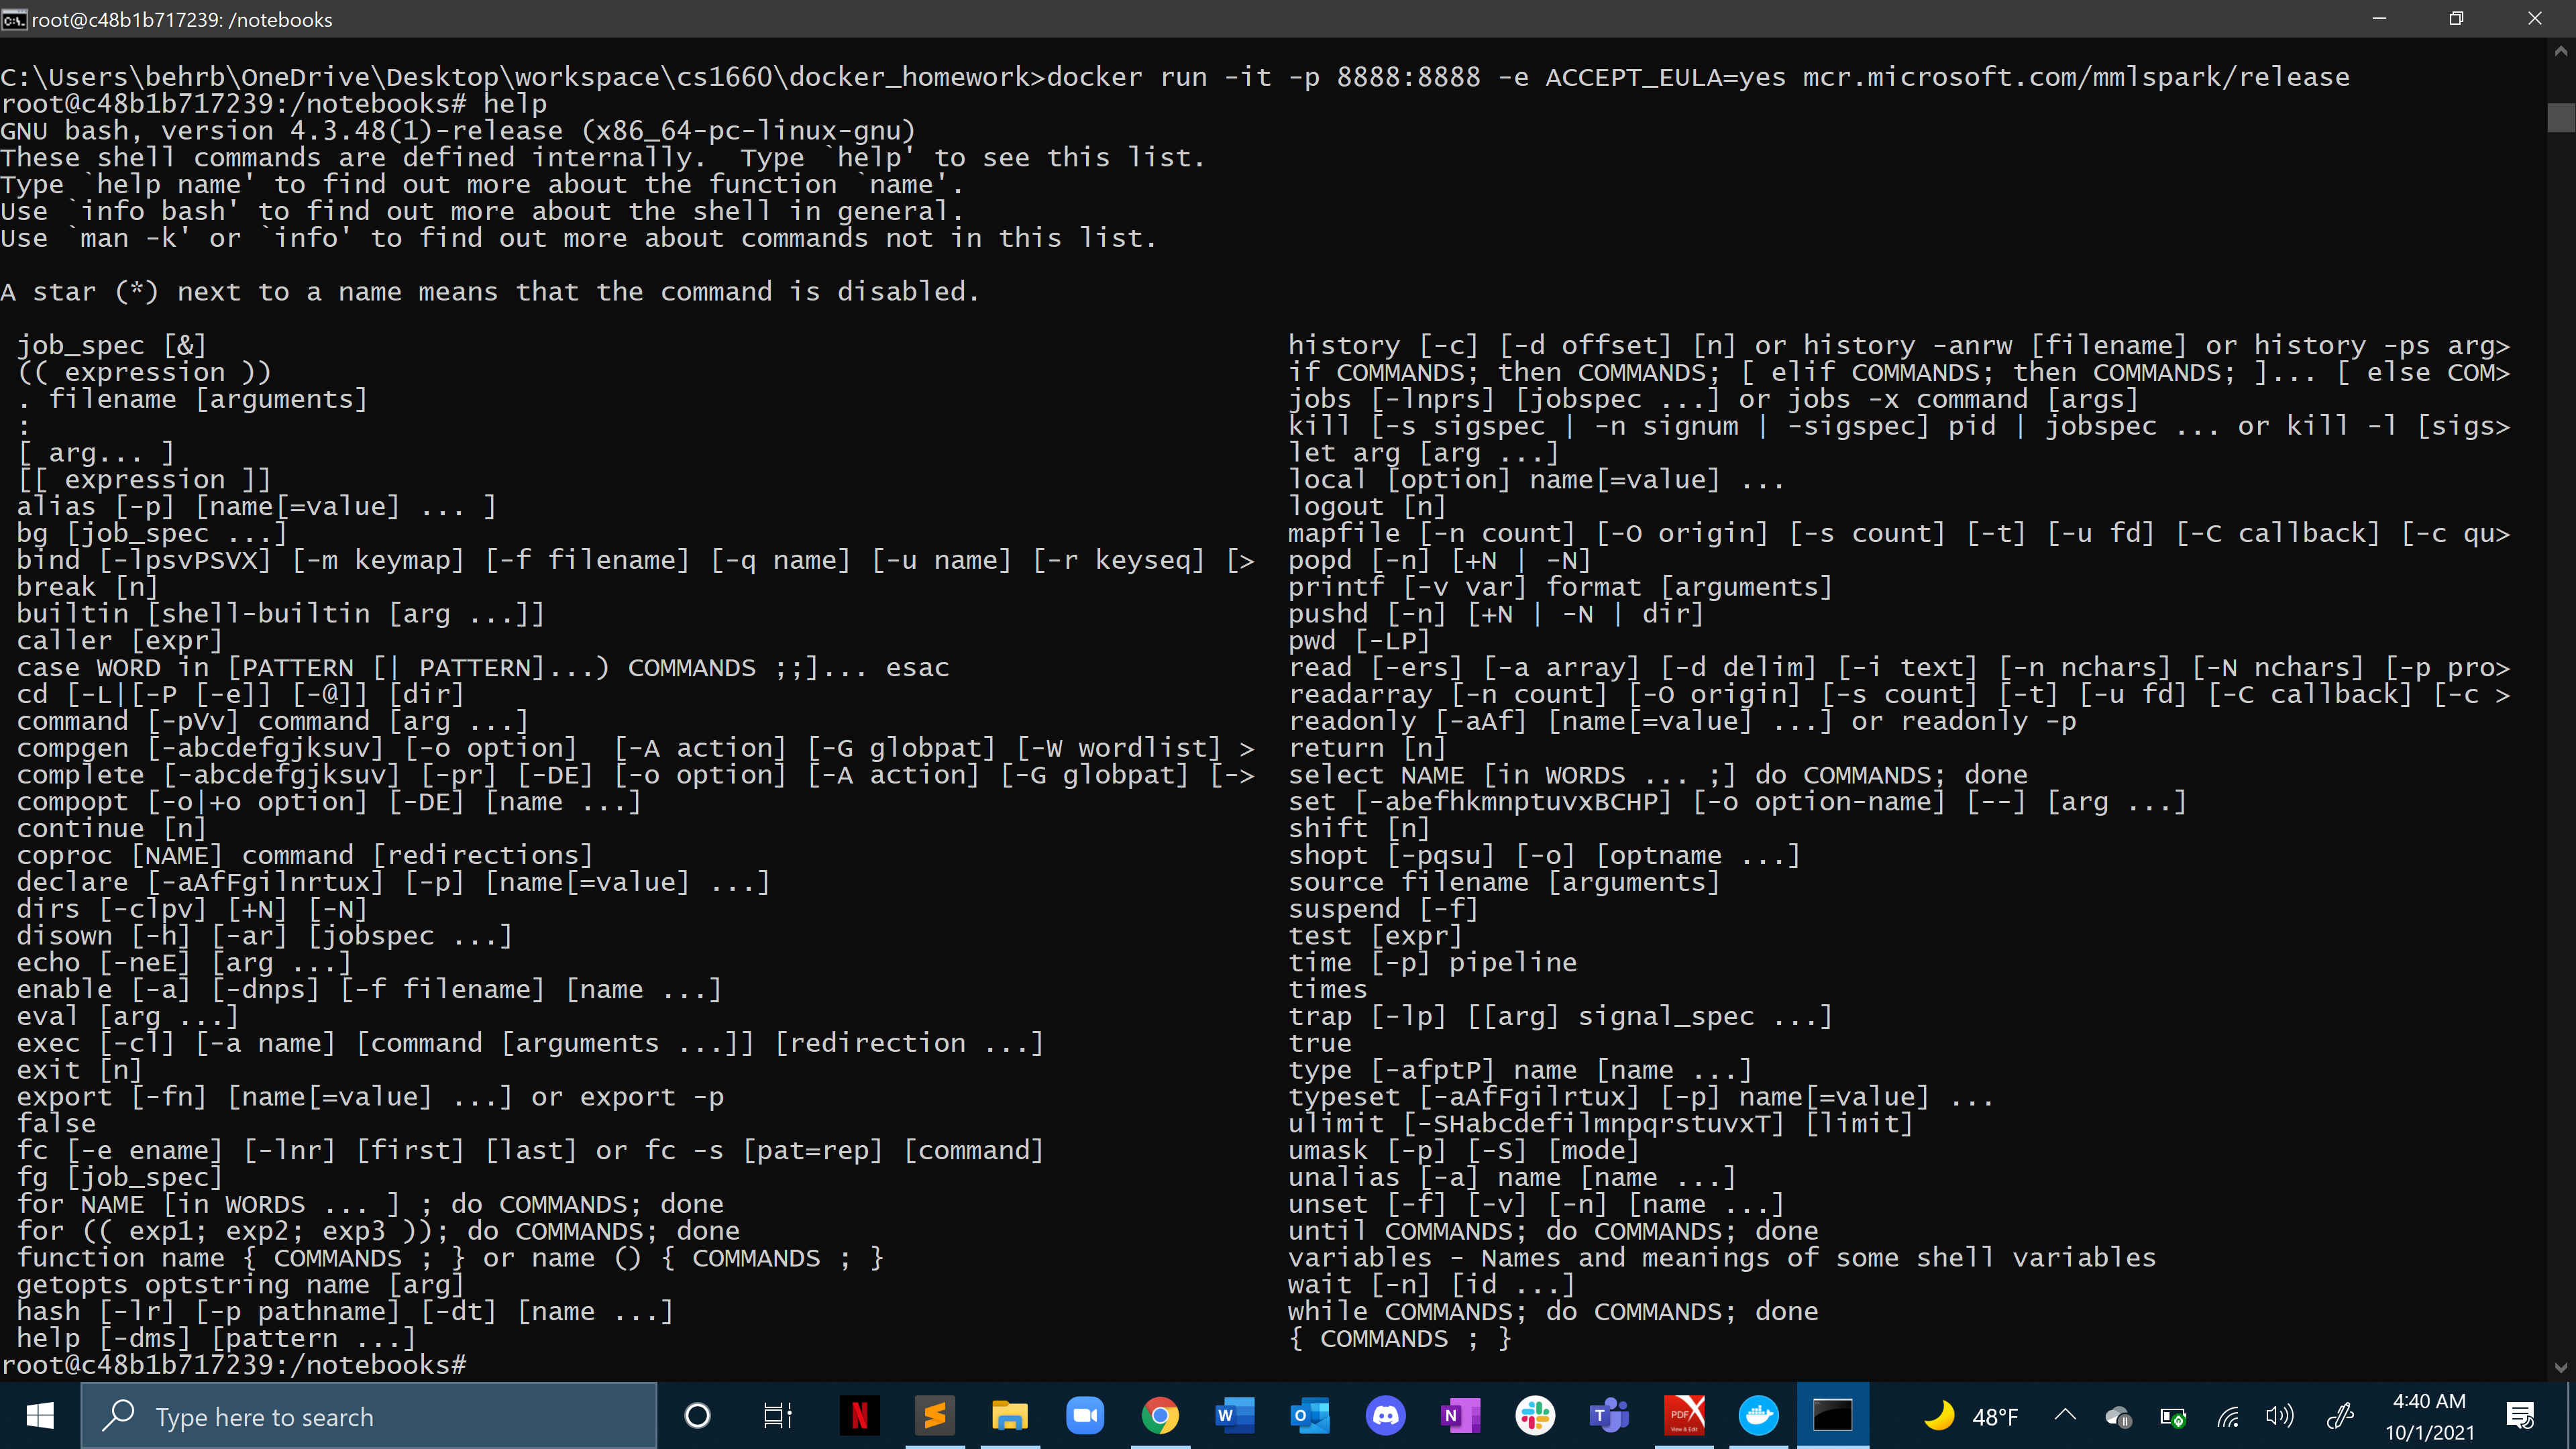 root@c48b1b717239: /notebooks
C:\Users\behrb\OneDrive\Desktop\workspace\cs1660\docker_homework>docker run -it -p 8888:8888 -e ACCEPT_EULA=yes mcr.microsoft.com/mmlspark/release
root@c48b1b717239:/notebooks# help
GNU bash, version 4.3.48(1)-release (x86_64-pc-linux-gnu)
These shell commands are defined internally.  Type `help' to see this list.
Type `help name' to find out more about the function `name'.
Use `info bash' to find out more about the shell in general.
Use `man -k' or `info' to find out more about commands not in this list.
A star (*) next to a name means that the command is disabled.
job_spec [&]
(( expression ))
. filename [arguments]
:
[ arg... ]
[[ expression ]]
alias [-p] [name[=value] ... ]
bg [job_spec ...]
bind [-lpsvPSVX] [-m keymap] [-f filename] [-q name] [-u name] [-r keyseq] [>
break [n]
builtin [shell-builtin [arg ...]]
caller [expr]
case WORD in [PATTERN [| PATTERN]...) COMMANDS ;;]... esac
cd [-L|[-P [-e]] [-@]] [dir]
command [-pVv] command [arg ...]
compgen [-abcdefgjksuv] [-o option]  [-A action] [-G globpat] [-W wordlist] >
complete [-abcdefgjksuv] [-pr] [-DE] [-o option] [-A action] [-G globpat] [->
compopt [-o|+o option] [-DE] [name ...]
continue [n]
coproc [NAME] command [redirections]
declare [-aAfFgilnrtux] [-p] [name[=value] ...]
dirs [-clpv] [+N] [-N]
disown [-h] [-ar] [jobspec ...]
echo [-neE] [arg ...]
enable [-a] [-dnps] [-f filename] [name ...]
eval [arg ...]
exec [-cl] [-a name] [command [arguments ...]] [redirection ...]
exit [n]
export [-fn] [name[=value] ...] or export -p
false
fc [-e ename] [-lnr] [first] [last] or fc -s [pat=rep] [command]
fg [job_spec]
for NAME [in WORDS ... ] ; do COMMANDS; done
for (( exp1; exp2; exp3 )); do COMMANDS; done
function name { COMMANDS ; } or name () { COMMANDS ; }
getopts optstring name [arg]
hash [-lr] [-p pathname] [-dt] [name ...]
help [-dms] [pattern ...]
history [-c] [-d offset] [n] or history -anrw [filename] or history -ps arg>
if COMMANDS; then COMMANDS; [ elif COMMANDS; then COMMANDS; ]... [ else COM>
jobs [-lnprs] [jobspec ...] or jobs -x command [args]
kill [-s sigspec | -n signum | -sigspec] pid | jobspec ... or kill -l [sigs>
let arg [arg ...]
local [option] name[=value] ...
logout [n]
mapfile [-n count] [-O origin] [-s count] [-t] [-u fd] [-C callback] [-c qu>
popd [-n] [+N | -N]
printf [-v var] format [arguments]
pushd [-n] [+N | -N | dir]
pwd [-LP]
read [-ers] [-a array] [-d delim] [-i text] [-n nchars] [-N nchars] [-p pro>
readarray [-n count] [-O origin] [-s count] [-t] [-u fd] [-C callback] [-c >
readonly [-aAf] [name[=value] ...] or readonly -p
return [n]
select NAME [in WORDS ... ;] do COMMANDS; done
set [-abefhkmnptuvxBCHP] [-o option-name] [--] [arg ...]
shift [n]
shopt [-pqsu] [-o] [optname ...]
source filename [arguments]
suspend [-f]
test [expr]
time [-p] pipeline
times
trap [-lp] [[arg] signal_spec ...]
true
type [-afptP] name [name ...]
typeset [-aAfFgilrtux] [-p] name[=value] ...
ulimit [-SHabcdefilmnpqrstuvxT] [limit]
umask [-p] [-S] [mode]
unalias [-a] name [name ...]
unset [-f] [-v] [-n] [name ...]
until COMMANDS; do COMMANDS; done
variables - Names and meanings of some shell variables
wait [-n] [id ...]
while COMMANDS; do COMMANDS; done
{ COMMANDS ; }
root@c48b1b717239:/notebooks#
Type here to search
48°F
4:40 AM
10/1/2021